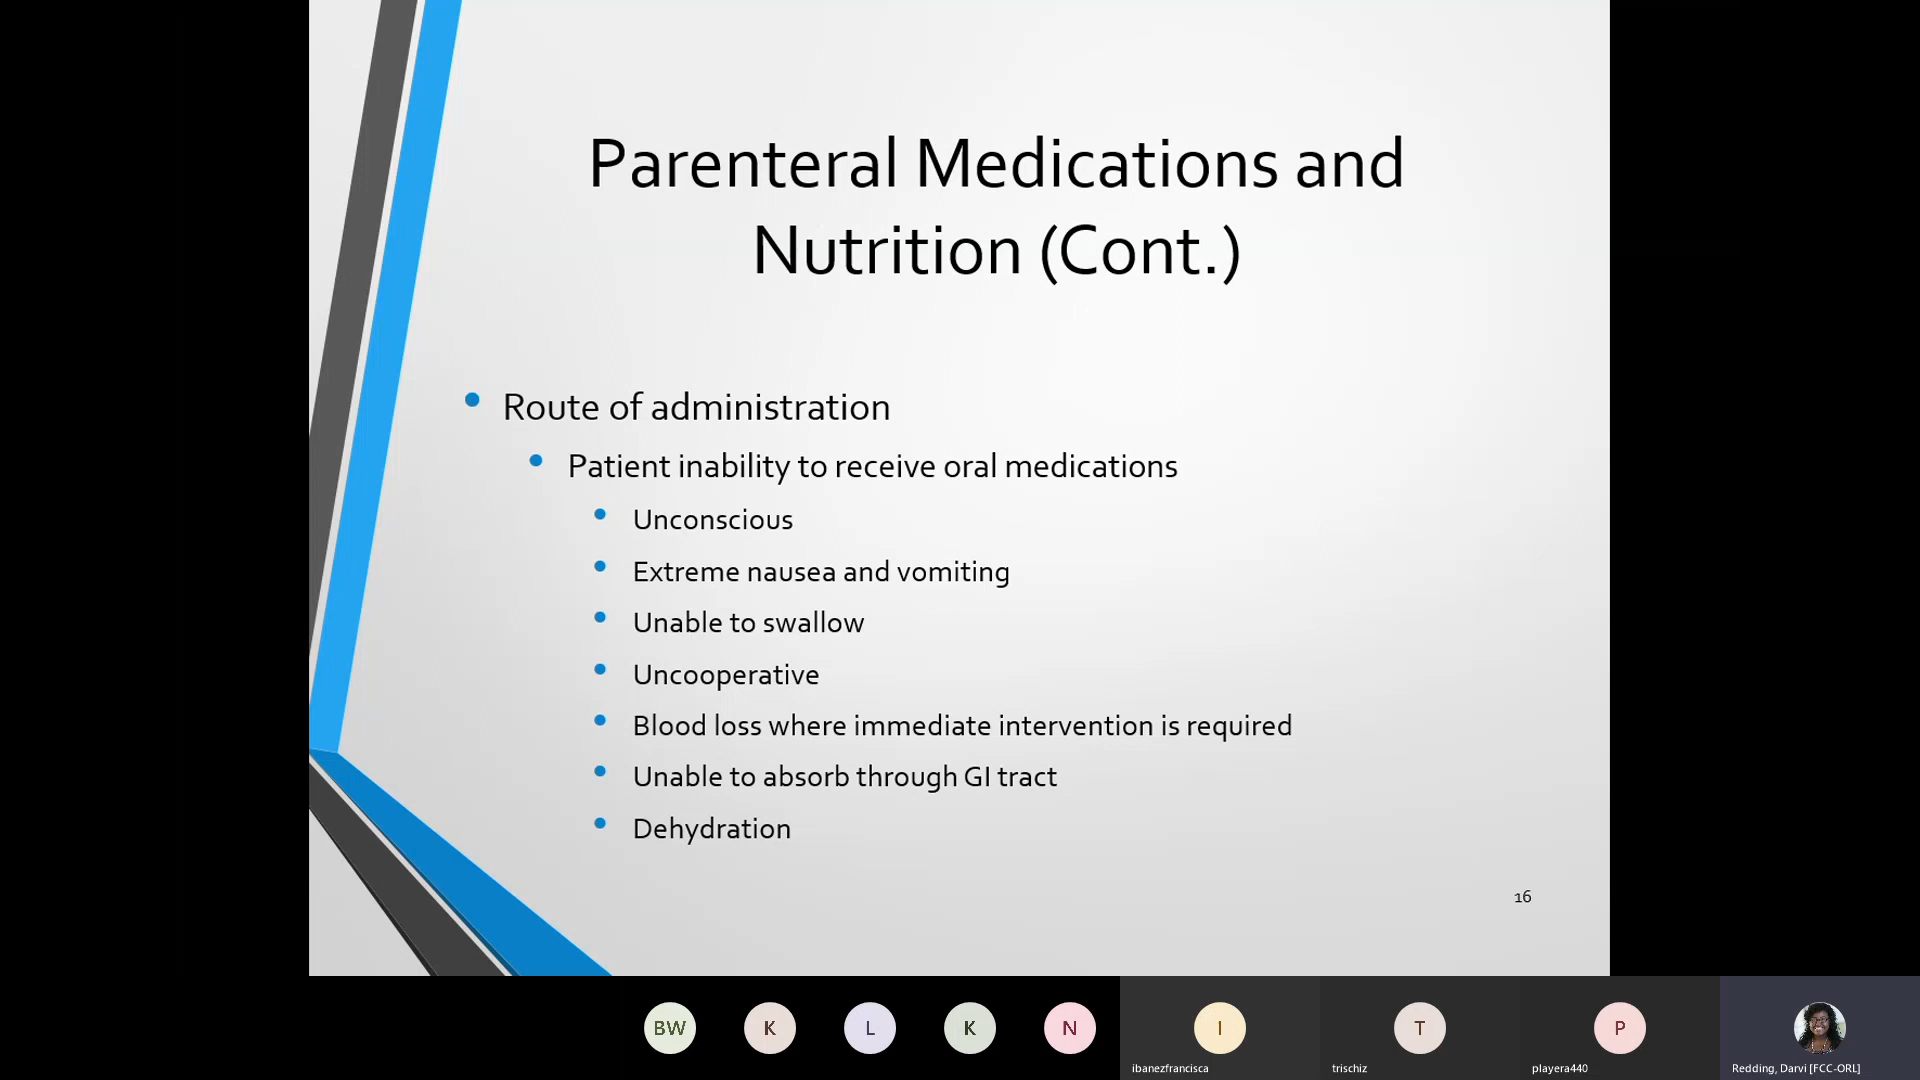 Parenteral Medications and
Nutrition (Cont.)
Route of administration
Patient inability to receive oral medications
Unconscious
Extreme nausea and vomiting
Unable to swallow
Uncooperative
Blood loss where immediate intervention is required
Unable to absorb through GI tract
Dehydration
16
BW
K
L
K
N
I
T
P
ibanezfrancisca
trischiz
playera440
Redding, Darvi [FCC-ORL]